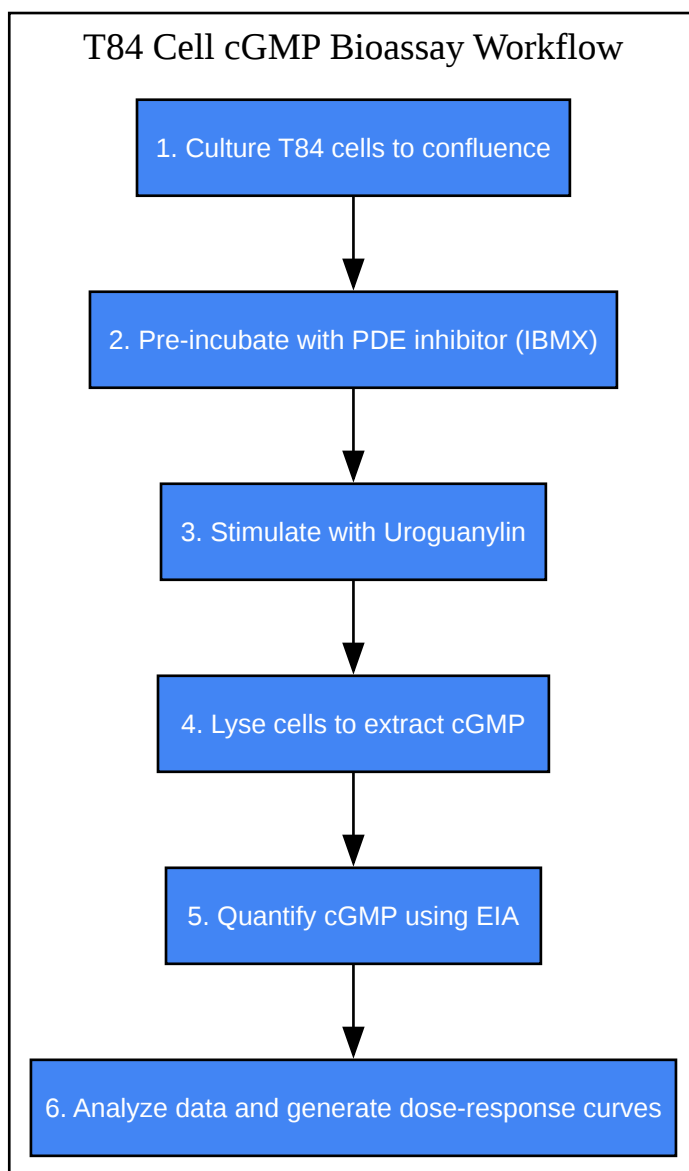 T84 Cell cGMP Bioassay Workflow
1. Culture T84 cells to confluence
2. Pre-incubate with PDE inhibitor (IBMX)
3. Stimulate with Uroguanylin
4. Lyse cells to extract cGMP
5. Quantify cGMP using EIA
6. Analyze data and generate dose-response curves